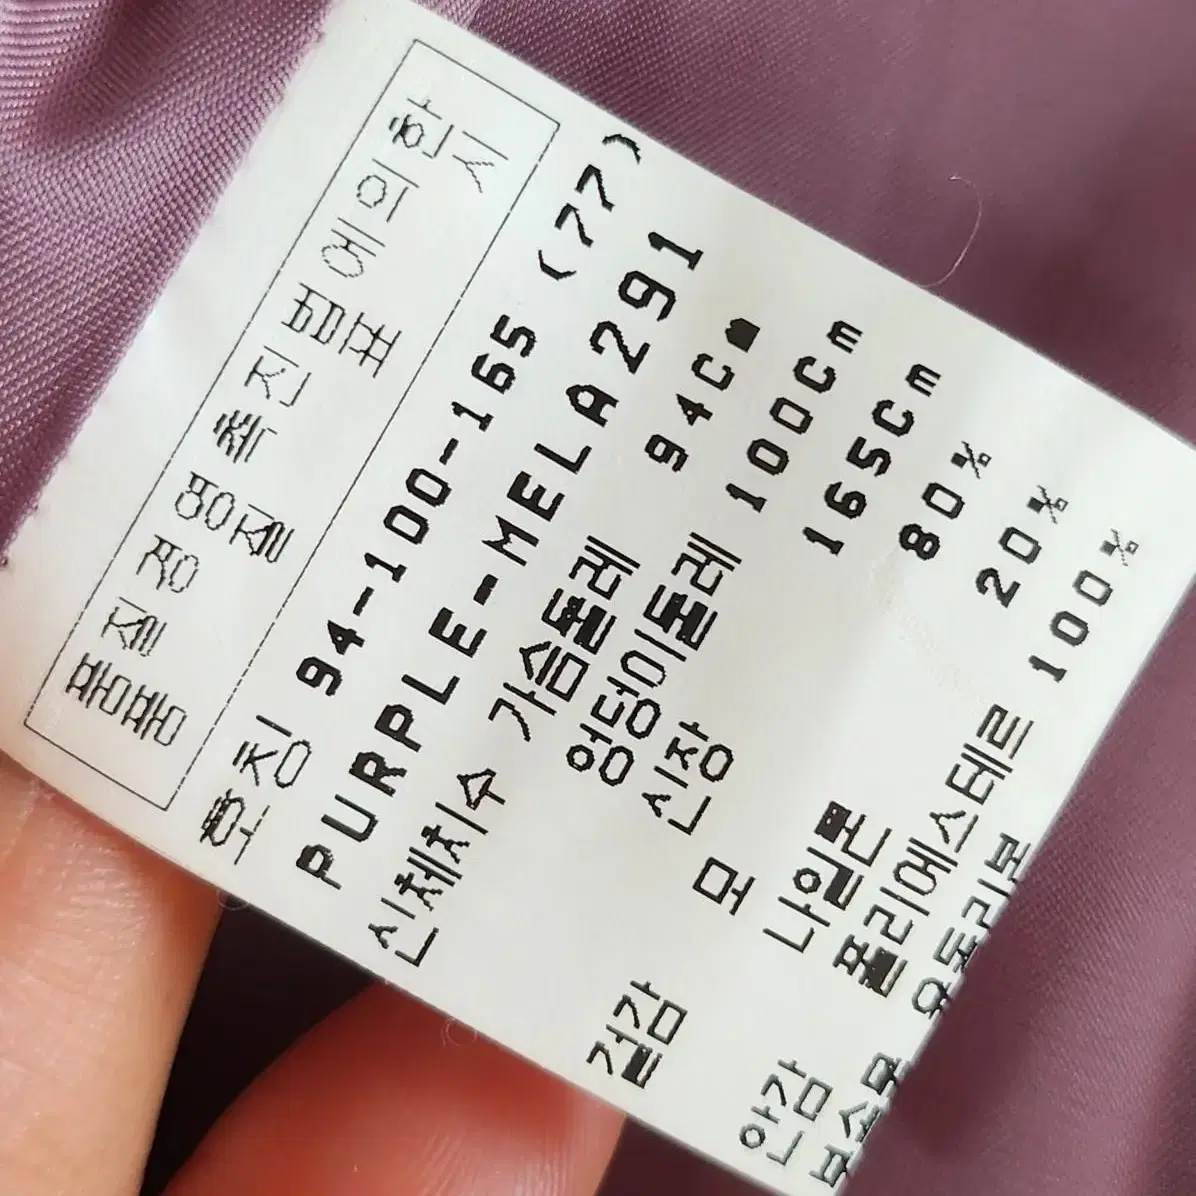 품질경영촉진법에의한
품 질 표 시
호칭 94-100-165 (77)
PURPLE-MELA291
신체치수 가슴둘레 94Cm
엉덩이둘레 100Cm
신장 165Cm
겉감 모 80%
나일론 20%
안감 폴리에스테르 100%